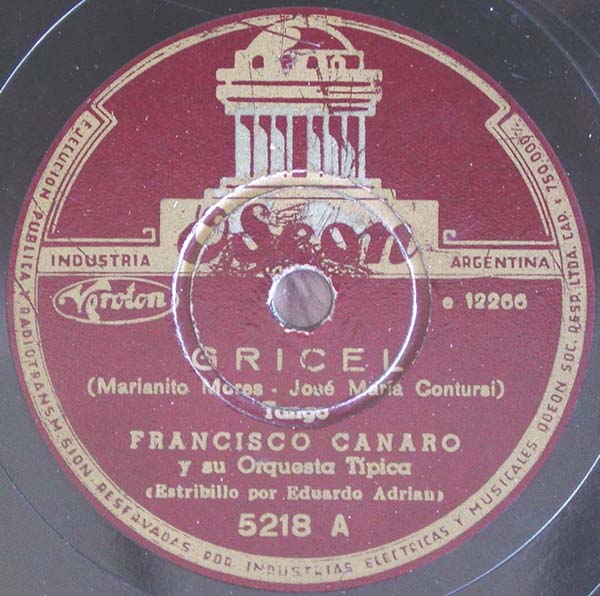 Odeon
INDUSTRIA ARGENTINA
Veroton e 12266
GRICEL
(Marianito Mores - José María Contursi)
Tango
FRANCISCO CANARO
y su Orquesta Típica
(Estribillo por Eduardo Adrian)
5218 A
EJECUCION PUBLICA Y RADIOTRANSMISION RESERVADAS POR INDUSTRIAS ELECTRICAS Y MUSICALES ODEON SOC. RESP. LTDA. CAP. $ 750.000 %